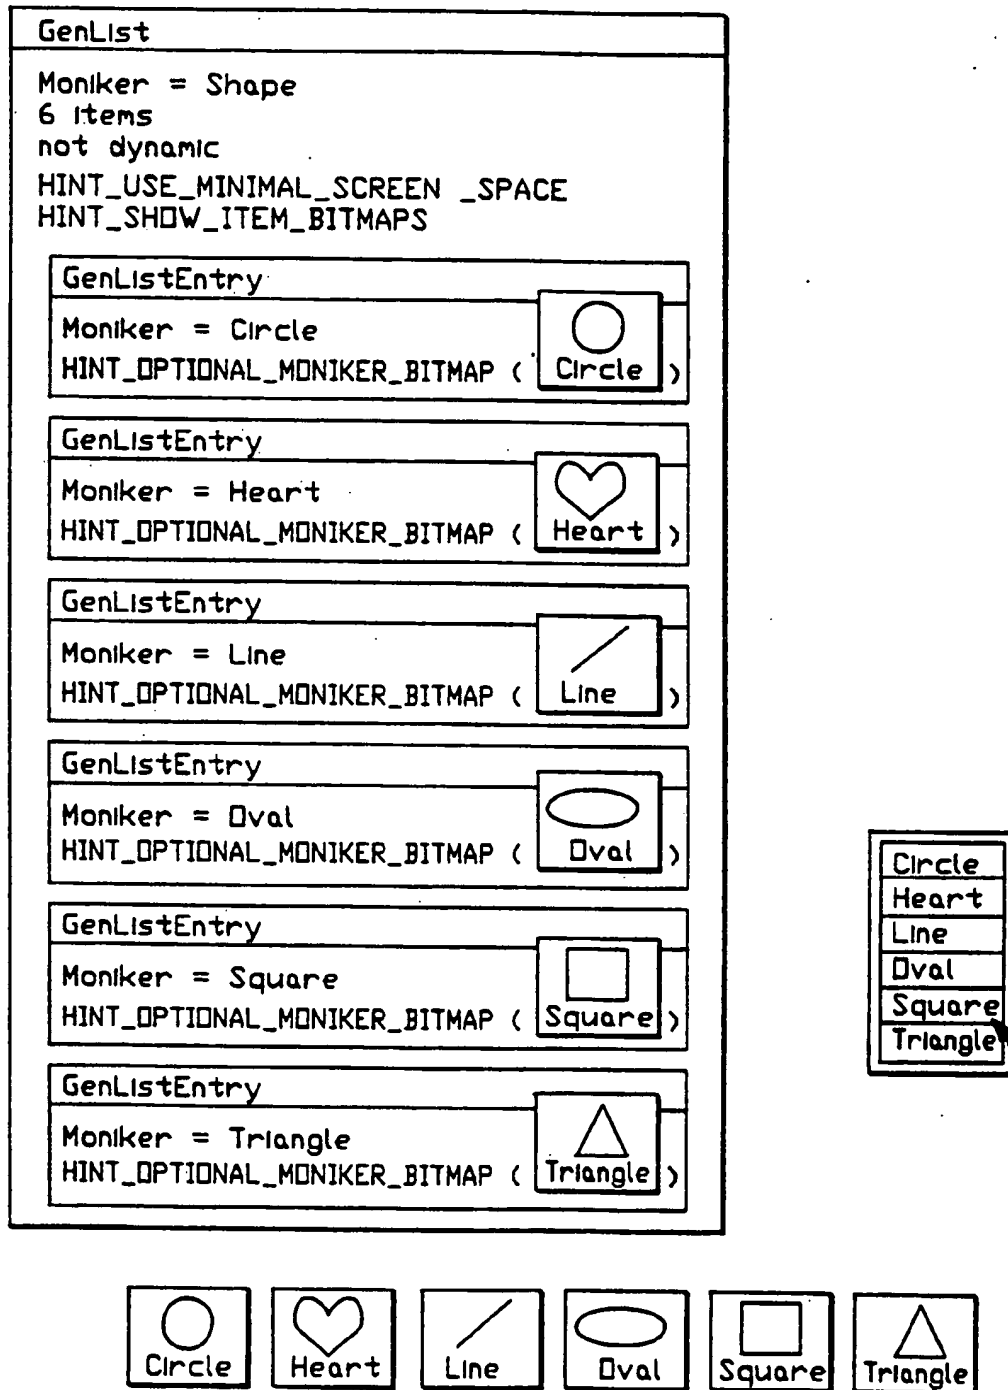 GenList
Moniker = Shape
6 items
not dynamic
HINT_USE_MINIMAL_SCREEN _SPACE
HINT_SHOW_ITEM_BITMAPS
GenListEntry
Moniker = Circle
HINT_OPTIONAL_MONIKER_BITMAP ( Circle )
GenListEntry
Moniker = Heart
HINT_OPTIONAL_MONIKER_BITMAP ( Heart )
GenListEntry
Moniker = Line
HINT_OPTIONAL_MONIKER_BITMAP ( Line )
GenListEntry
Moniker = Oval
HINT_OPTIONAL_MONIKER_BITMAP ( Oval )
GenListEntry
Moniker = Square
HINT_OPTIONAL_MONIKER_BITMAP ( Square )
GenListEntry
Moniker = Triangle
HINT_OPTIONAL_MONIKER_BITMAP ( Triangle )
Circle
Heart
Line
Oval
Square
Triangle
Circle Heart Line Oval Square Triangle